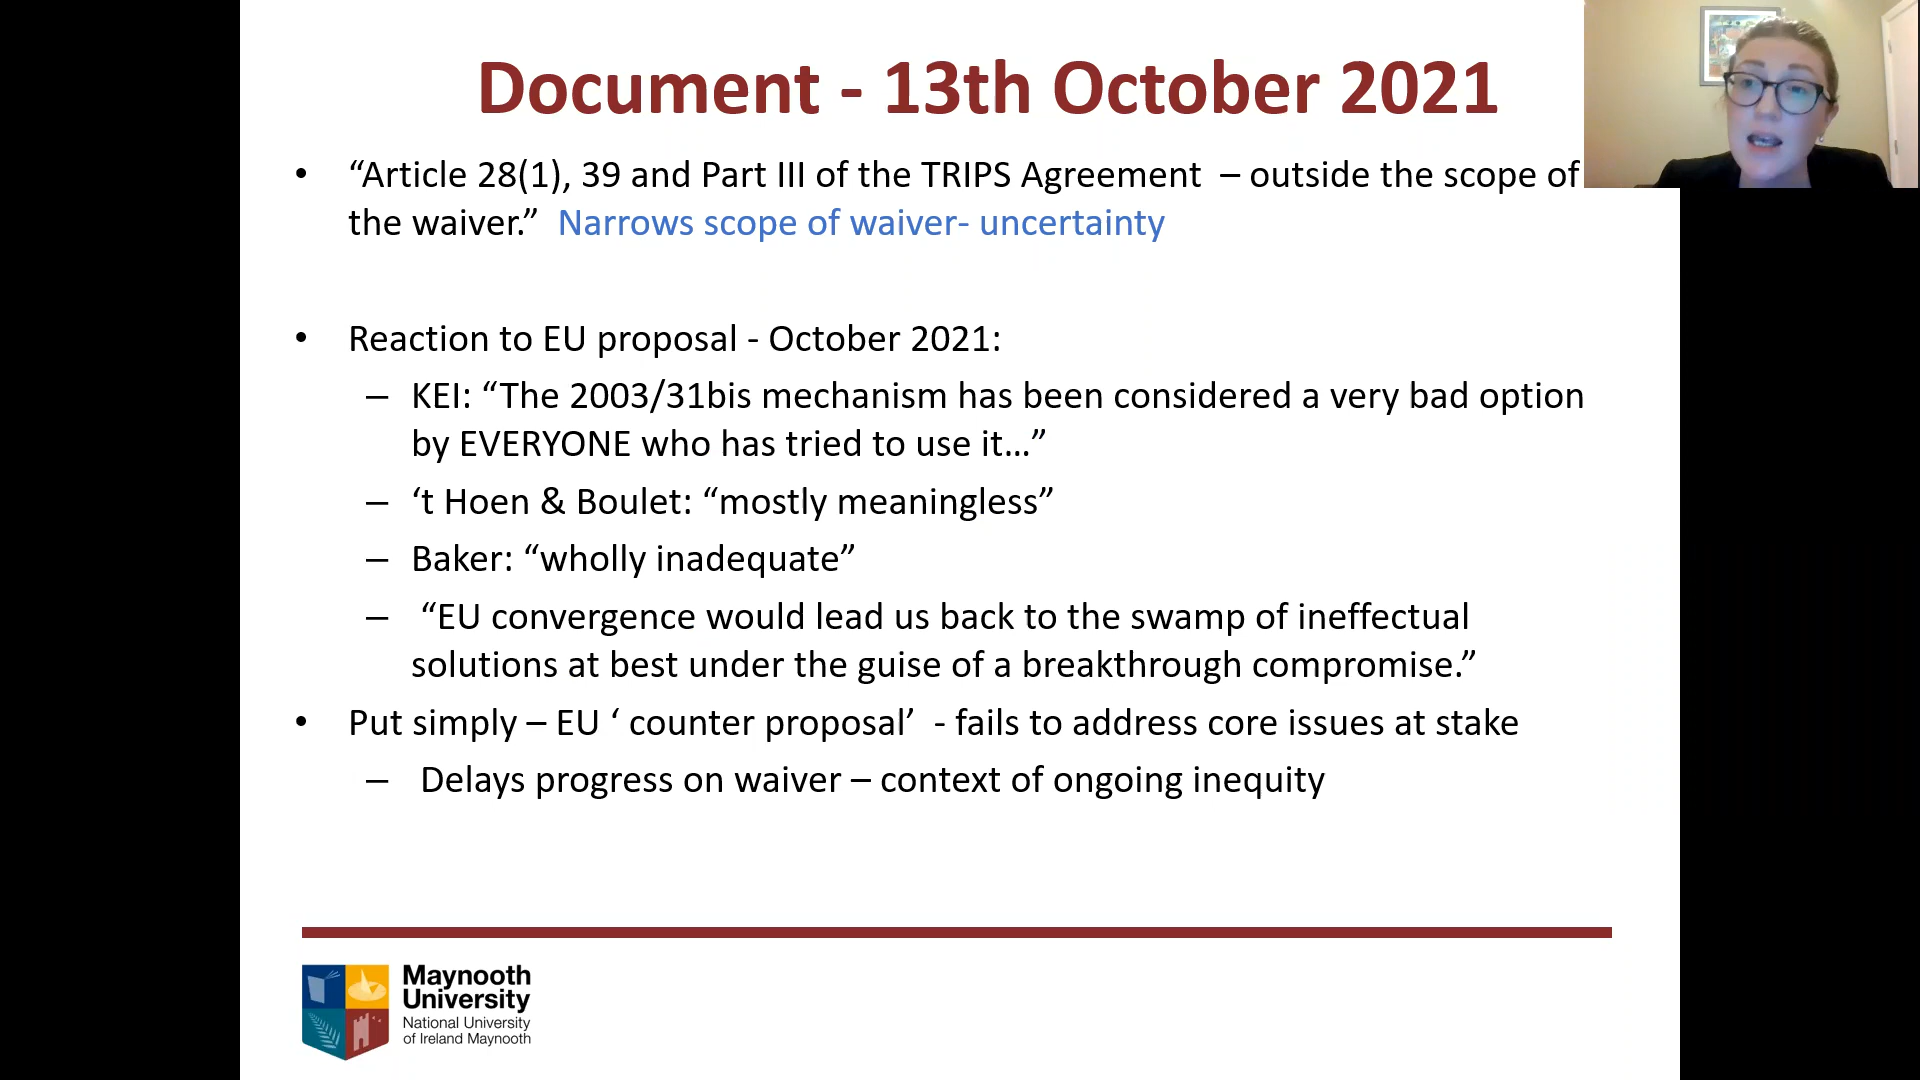 Document - 13th October 2021
• “Article 28(1), 39 and Part III of the TRIPS Agreement – outside the scope of
the waiver.” Narrows scope of waiver- uncertainty
• Reaction to EU proposal - October 2021:
– KEI: “The 2003/31bis mechanism has been considered a very bad option
by EVERYONE who has tried to use it…”
– ‘t Hoen & Boulet: “mostly meaningless”
– Baker: “wholly inadequate”
– “EU convergence would lead us back to the swamp of ineffectual
solutions at best under the guise of a breakthrough compromise.”
• Put simply – EU ‘ counter proposal’ - fails to address core issues at stake
– Delays progress on waiver – context of ongoing inequity
Maynooth
University
National University
of Ireland Maynooth